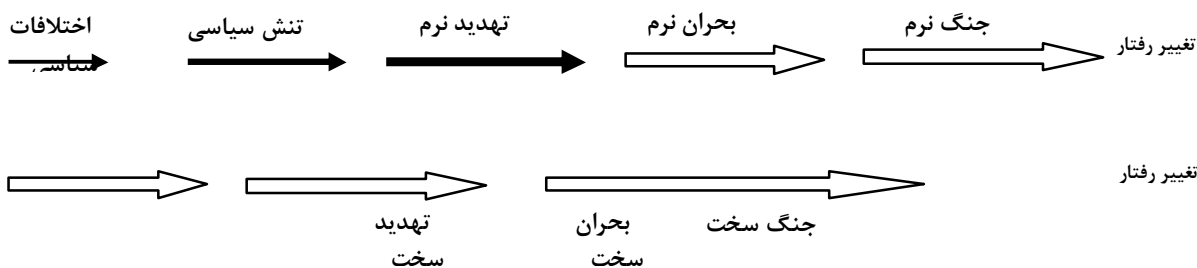 اختلافات سیاسی
تنش سیاسی
تهدید نرم
بحران نرم
جنگ نرم
تغییر رفتار
تغییر رفتار
تهدید سخت
بحران سخت
جنگ سخت